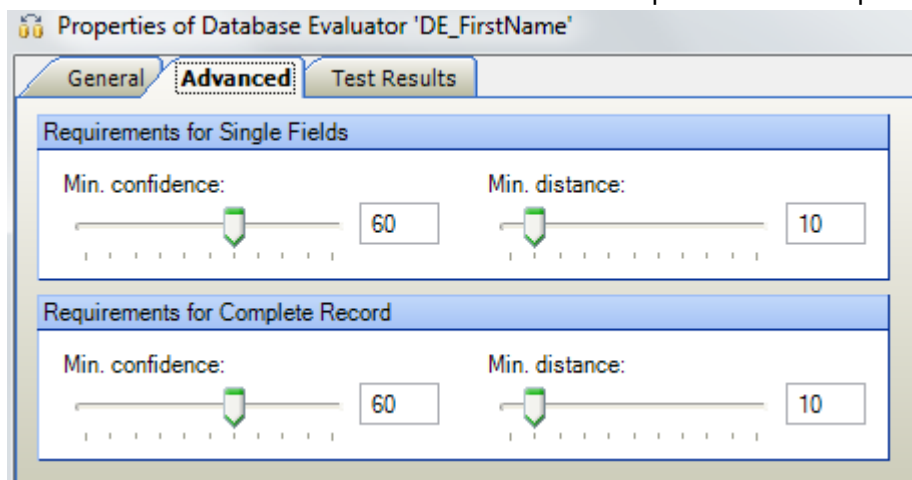 Properties of Database Evaluator 'DE_FirstName'
General Advanced Test Results
Requirements for Single Fields
Min. confidence: Min. distance:
60 10
Requirements for Complete Record
Min. confidence: Min. distance:
60 10